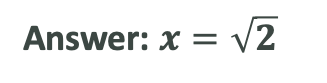 Answer: x = √2